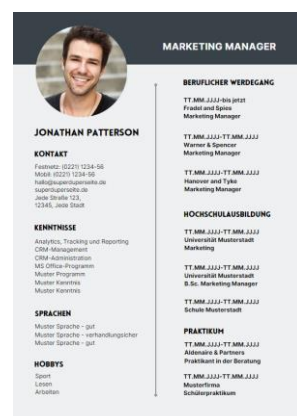 MARKETING MANAGER
JONATHAN PATTERSON
KONTAKT
Festnetz: (0221) 1234-56
Mobil: (0221) 1234-56
hello@superduperseite.de
superduperseite.de
Jede Straße 123,
12345, Jede Stadt
KENNTNISSE
Analytics, Tracking und Reporting
CRM-Management
CRM-Administration
MS Office-Programm
Muster Programm
Muster Kenntnis
Muster Kenntnis
SPRACHEN
Muster Sprache - gut
Muster Sprache - verhandlungsicher
Muster Sprache - gut
HOBBYS
Sport
Lesen
Arbeiten
BERUFLICHER WERDEGANG
TT.MM.JJJJ-bis jetzt
Fradel and Spies
Marketing Manager
TT.MM.JJJJ-TT.MM.JJJJ
Warner & Spencer
Marketing Manager
TT.MM.JJJJ-TT.MM.JJJJ
Hanover and Tyke
Marketing Manager
HOCHSCHULAUSBILDUNG
TT.MM.JJJJ-TT.MM.JJJJ
Universität Musterstadt
Marketing
TT.MM.JJJJ-TT.MM.JJJJ
Universität Musterstadt
B.Sc. Marketing Manager
TT.MM.JJJJ-TT.MM.JJJJ
Schule Musterstadt
PRAKTIKUM
TT.MM.JJJJ-TT.MM.JJJJ
Aldenaire & Partners
Praktikant in der Beratung
TT.MM.JJJJ-TT.MM.JJJJ
Musterfirma
Schülerpraktikum